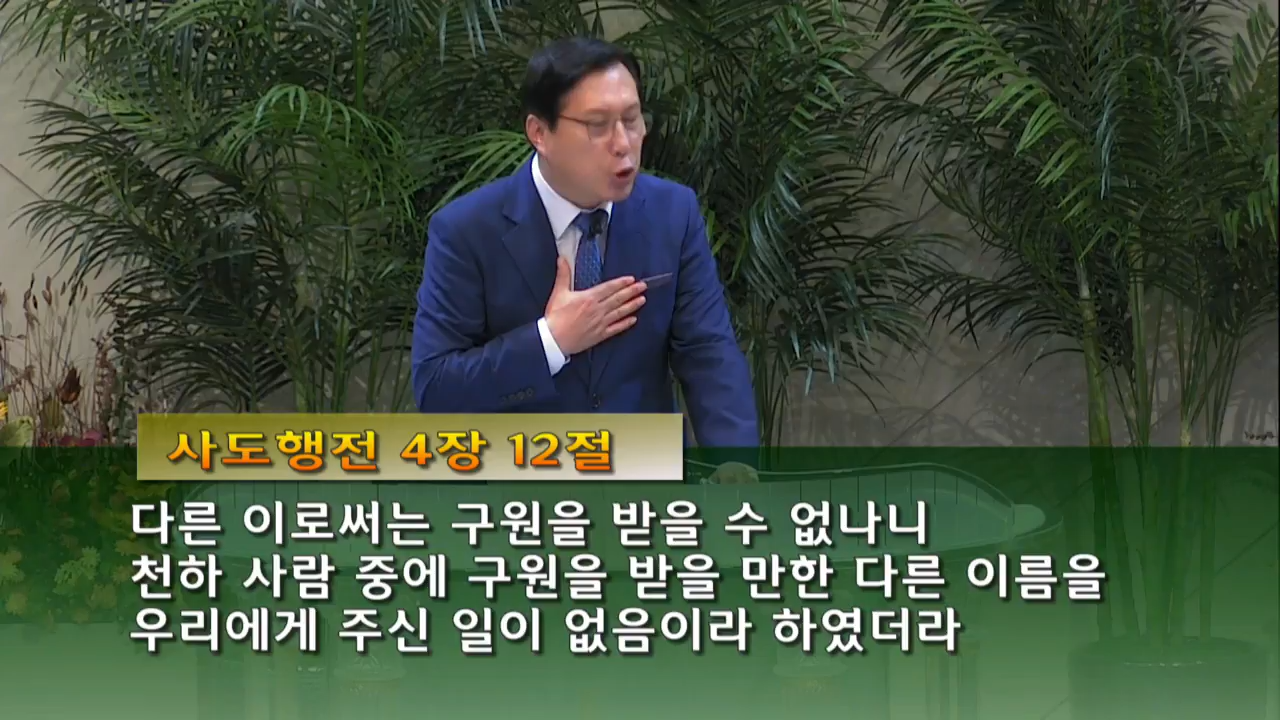 사도행전 4장 12절
다른 이로써는 구원을 받을 수 없나니
천하 사람 중에 구원을 받을 만한 다른 이름을
우리에게 주신 일이 없음이라 하였더라